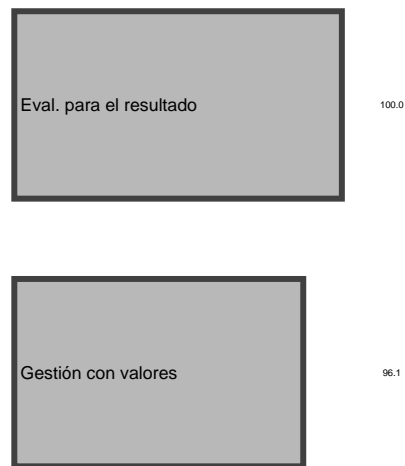 Eval. para el resultado 100.0
Gestión con valores 96.1